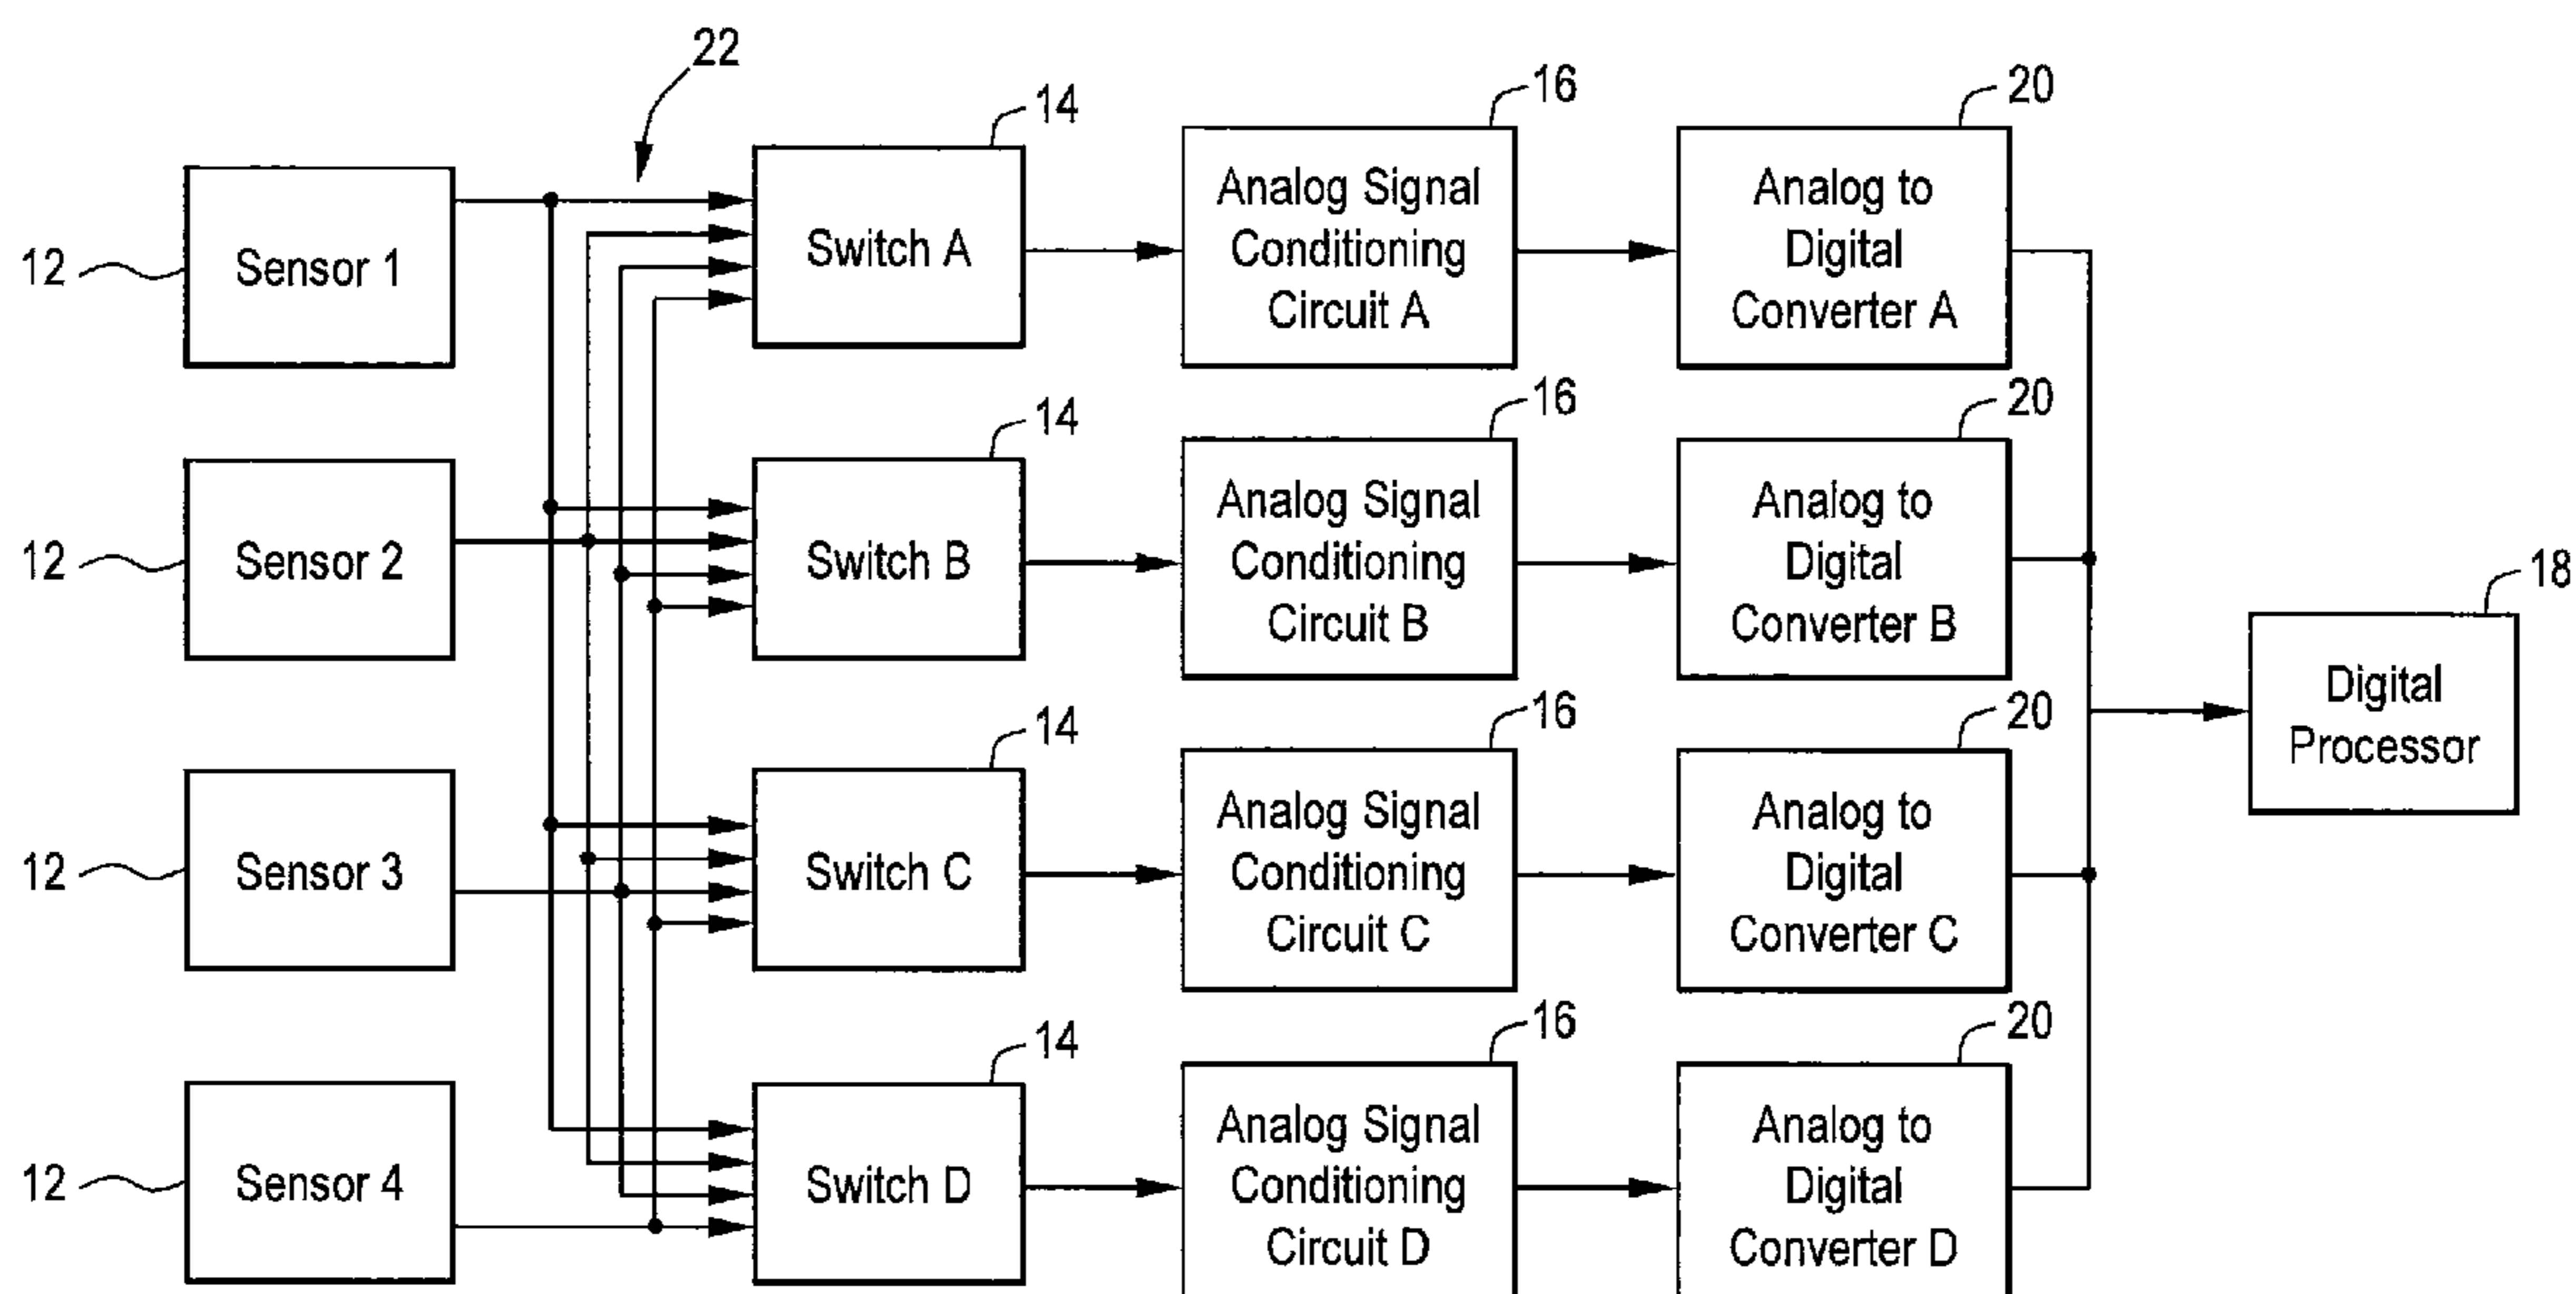 22
14
16
20
12
Sensor 1
Switch A
Analog Signal
Conditioning
Circuit A
Analog to
Digital
Converter A
14
16
20
12
Sensor 2
Switch B
Analog Signal
Conditioning
Circuit B
Analog to
Digital
Converter B
18
Digital
Processor
14
16
20
12
Sensor 3
Switch C
Analog Signal
Conditioning
Circuit C
Analog to
Digital
Converter C
14
16
20
12
Sensor 4
Switch D
Analog Signal
Conditioning
Circuit D
Analog to
Digital
Converter D